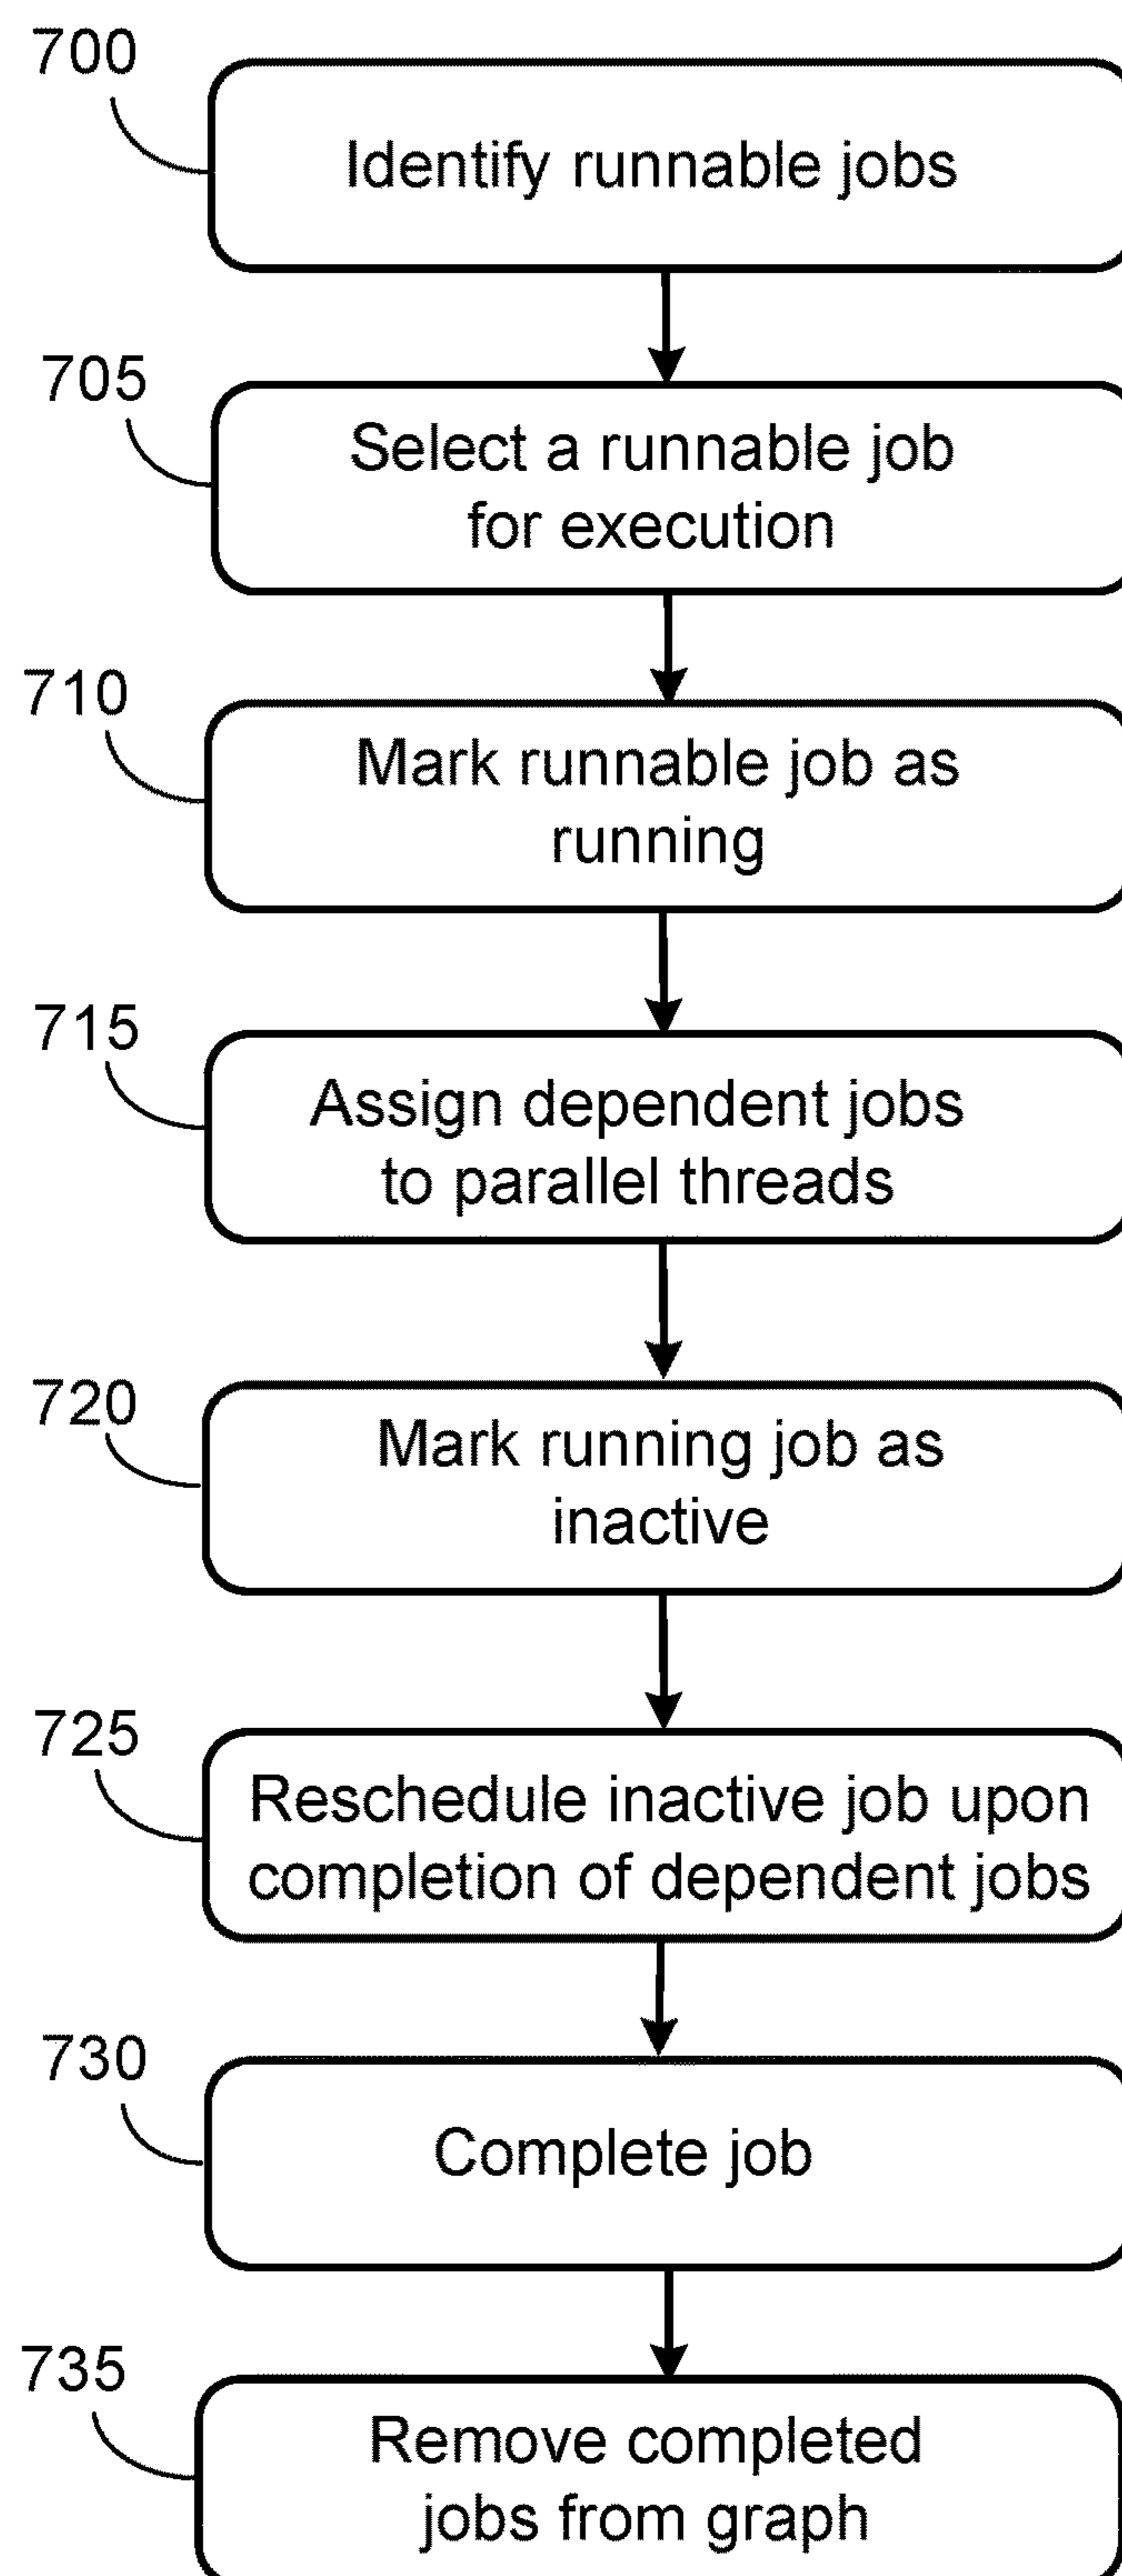 700
Identify runnable jobs
705
Select a runnable job
for execution
710
Mark runnable job as
running
715
Assign dependent jobs
to parallel threads
720
Mark running job as
inactive
725
Reschedule inactive job upon
completion of dependent jobs
730
Complete job
735
Remove completed
jobs from graph